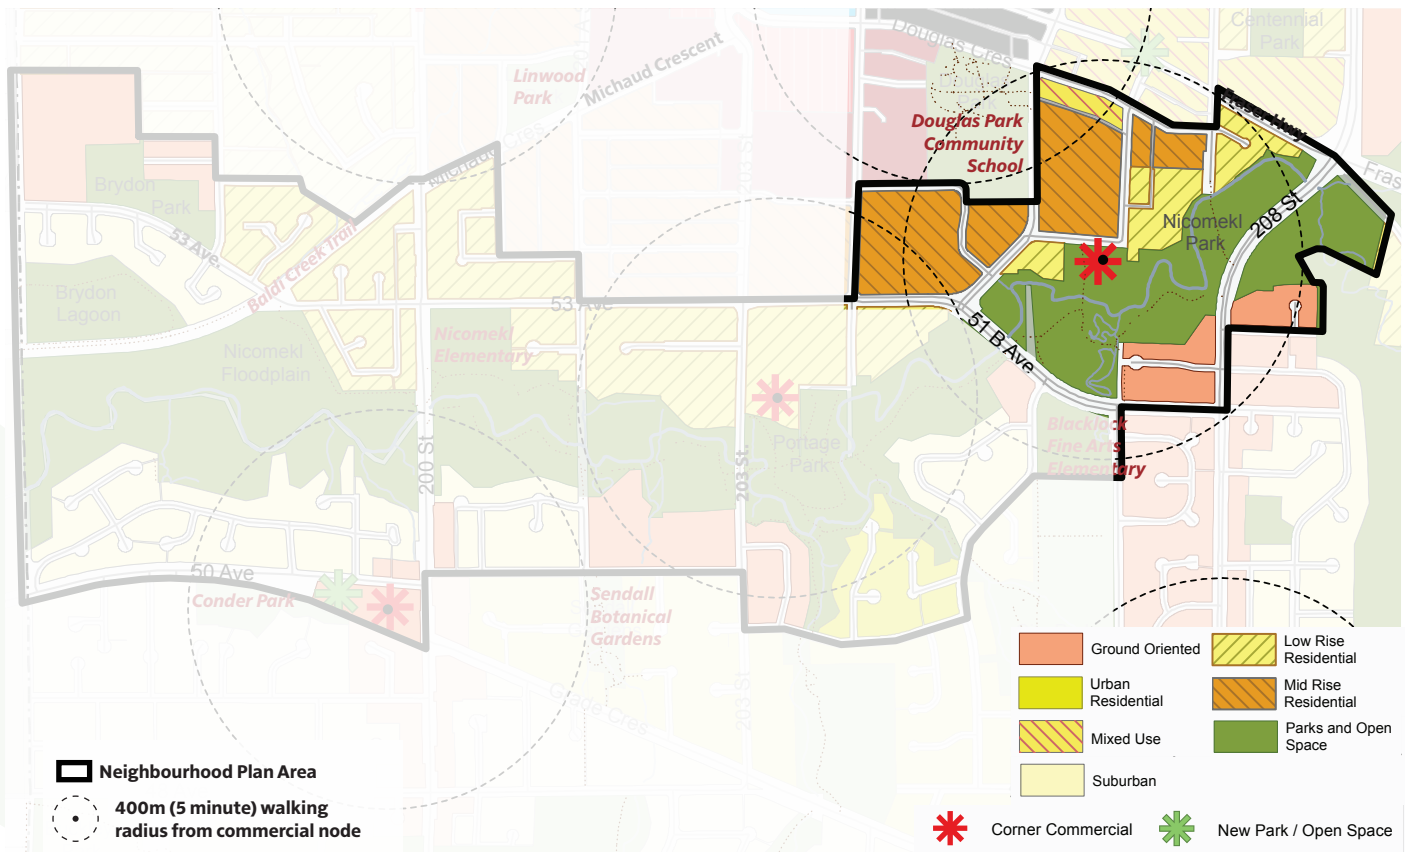 Douglas Cres
Centennial
Park
Linwood
Park
Michaud Crescent
Fraser Hwy
Douglas Park
Community
School
Michaud Cres
203 St
Brydon
Park
53 Ave.
Baldi Creek Trail
Nicomekl
Park
208 St
Brydon
Lagoon
53 Ave
51 B Ave
Nicomekl
Elementary
Nicomekl
Floodplain
Blacklock
Fine Arts
Elementary
Portage
Park
200 St
203 St.
50 Ave
Conder Park
Sendall
Botanical
Gardens
Grade Cres
203 St
Ground Oriented
Low Rise
Residential
Urban
Residential
Mid Rise
Residential
Mixed Use
Parks and Open
Space
Suburban
Neighbourhood Plan Area
400m (5 minute) walking
radius from commercial node
Corner Commercial
New Park / Open Space